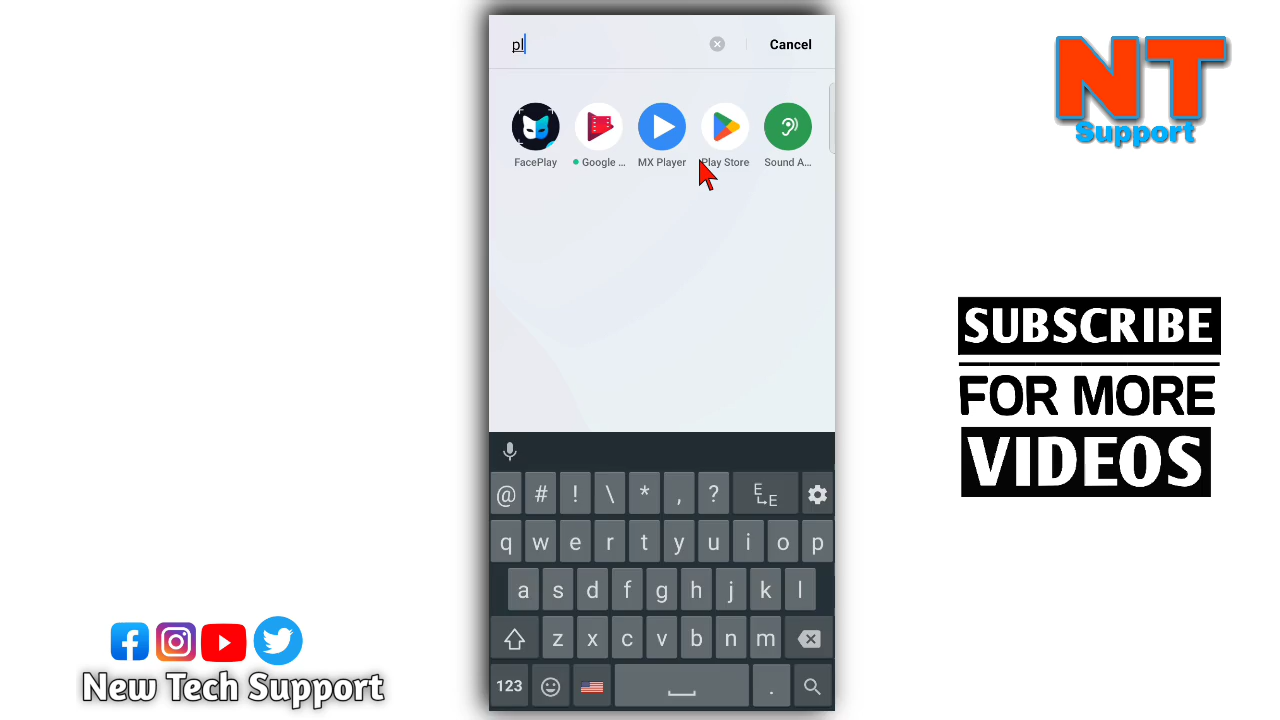 pl
Cancel
FacePlay
Google ...
MX Player
Play Store
Sound A...
NT
Support
SUBSCRIBE
FOR MORE
VIDEOS
@ # ! \ * , ? E E
q w e r t y u i o p
a s d f g h j k l
z x c v b n m
123 .
New Tech Support